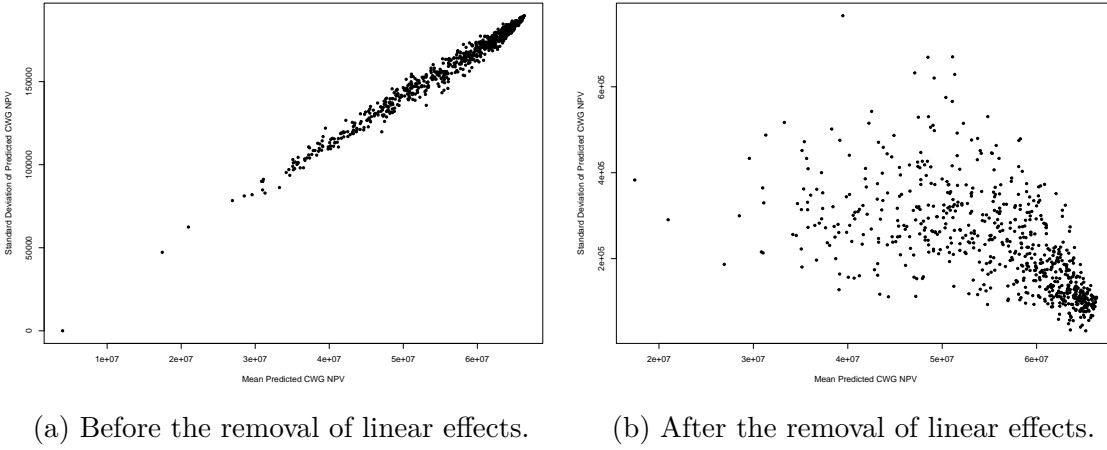 Standard Deviation of Predicted CWG NPV
150000
100000
50000
0
1e+07 2e+07 3e+07 4e+07 5e+07 6e+07
Mean Predicted CWG NPV
(a) Before the removal of linear effects.
Standard Deviation of Predicted CWG NPV
6e+05
4e+05
2e+05
2e+07 3e+07 4e+07 5e+07 6e+07
Mean Predicted CWG NPV
(b) After the removal of linear effects.